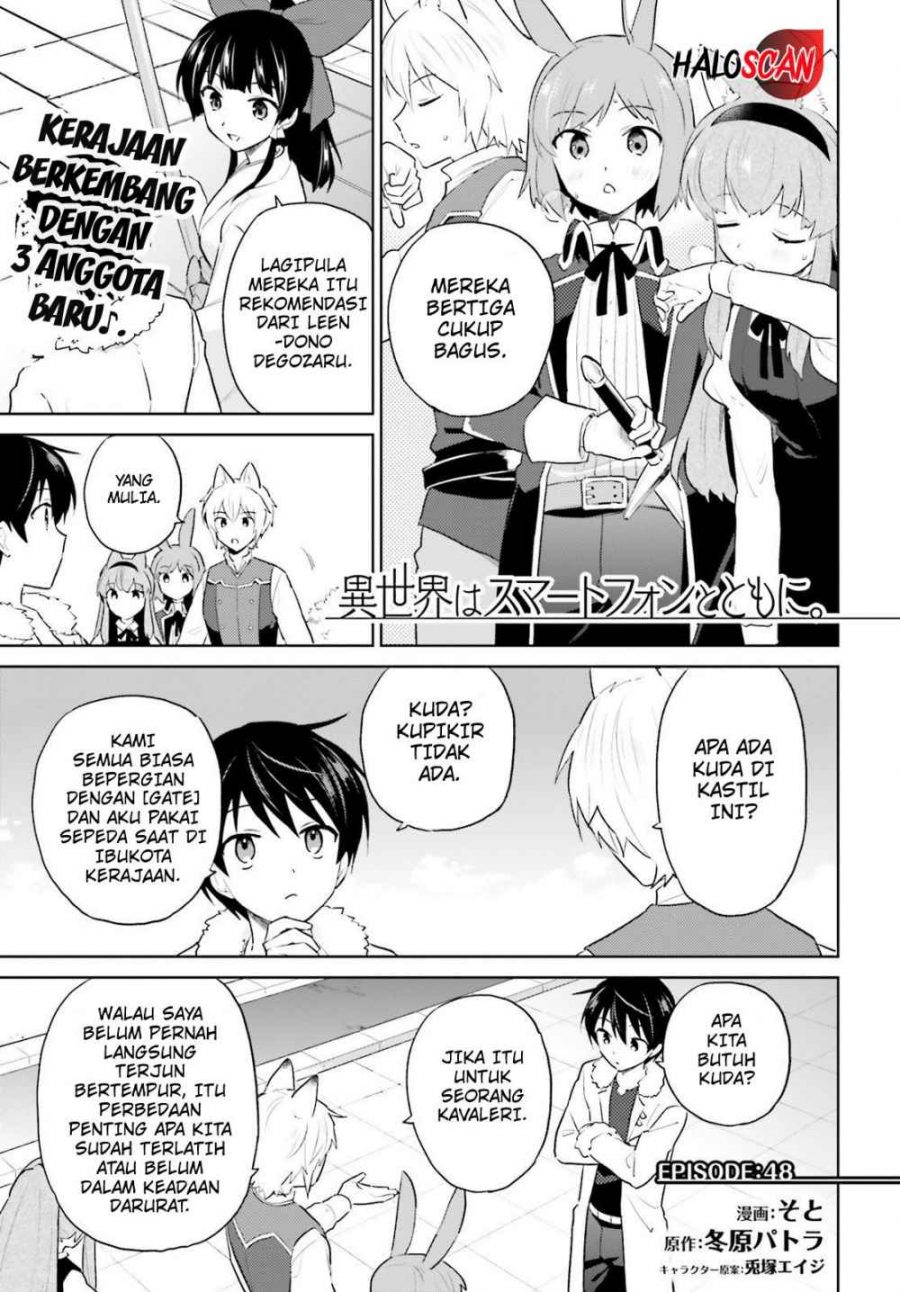 HALOSCAN
MEREKA
BERTIGA
CUKUP
BAGUS.
KERAJAAN
BERKEMBANG
DENGAN
3 ANGGOTA
BARU♪.
LAGIPULA
MEREKA ITU
REKOMENDASI
DARI LEEN
-DONO
DEGOZARU.
YANG
MULIA.
異世界はスマートフォンとともに。
APA ADA
KUDA DI
KASTIL
INI?
KUDA?
KUPIKIR
TIDAK
ADA.
KAMI
SEMUA BIASA
BEPERGIAN
DENGAN [GATE]
DAN AKU PAKAI
SEPEDA SAAT DI
IBUKOTA
KERAJAAN.
APA
KITA
BUTUH
KUDA?
JIKA ITU
UNTUK
SEORANG
KAVALERI.
WALAU SAYA
BELUM PERNAH
LANGSUNG
TERJUN
BERTEMPUR, ITU
PERBEDAAN
PENTING APA KITA
SUDAH TERLATIH
ATAU BELUM
DALAM KEADAAN
DARURAT.
EPISODE:48
漫画:そと
原作:冬原パトラ
キャラクター原案:兎塚エイジ